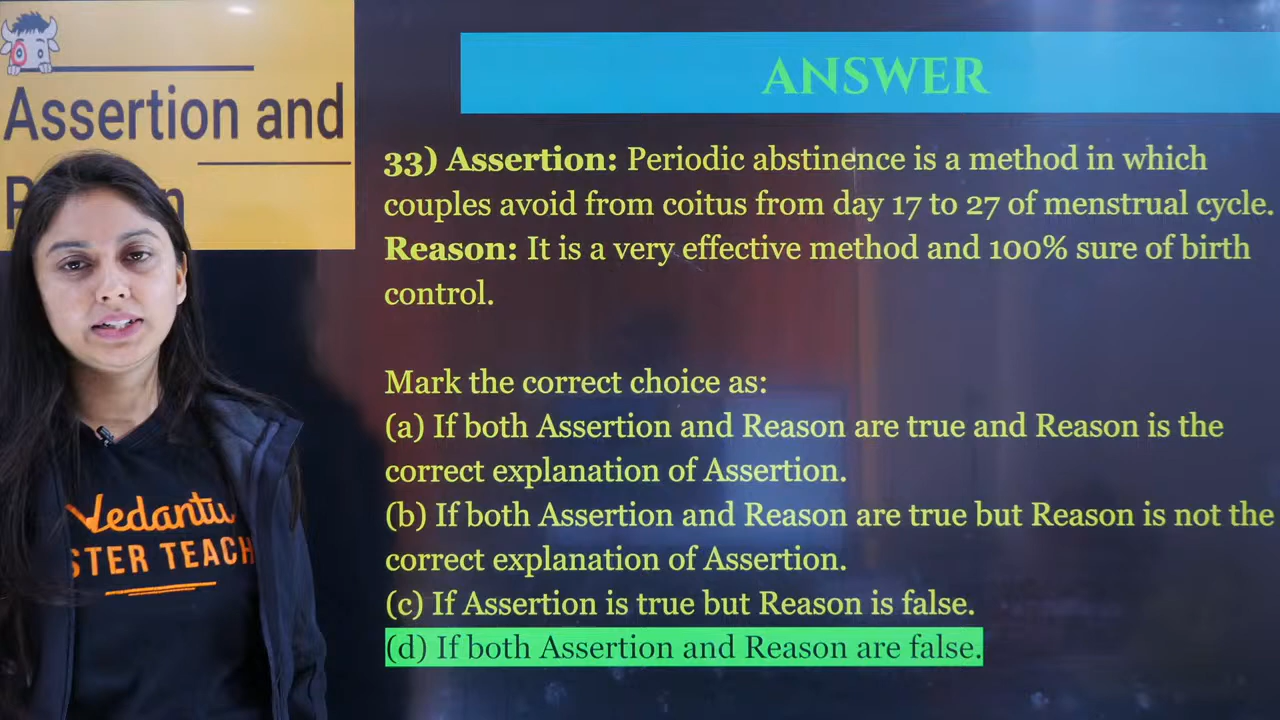 Assertion and
ANSWER
33) Assertion: Periodic abstinence is a method in which
couples avoid from coitus from day 17 to 27 of menstrual cycle.
Reason: It is a very effective method and 100% sure of birth
control.
Mark the correct choice as:
(a) If both Assertion and Reason are true and Reason is the
correct explanation of Assertion.
(b) If both Assertion and Reason are true but Reason is not the
correct explanation of Assertion.
(c) If Assertion is true but Reason is false.
(d) If both Assertion and Reason are false.
Vedantu
STER TEACH